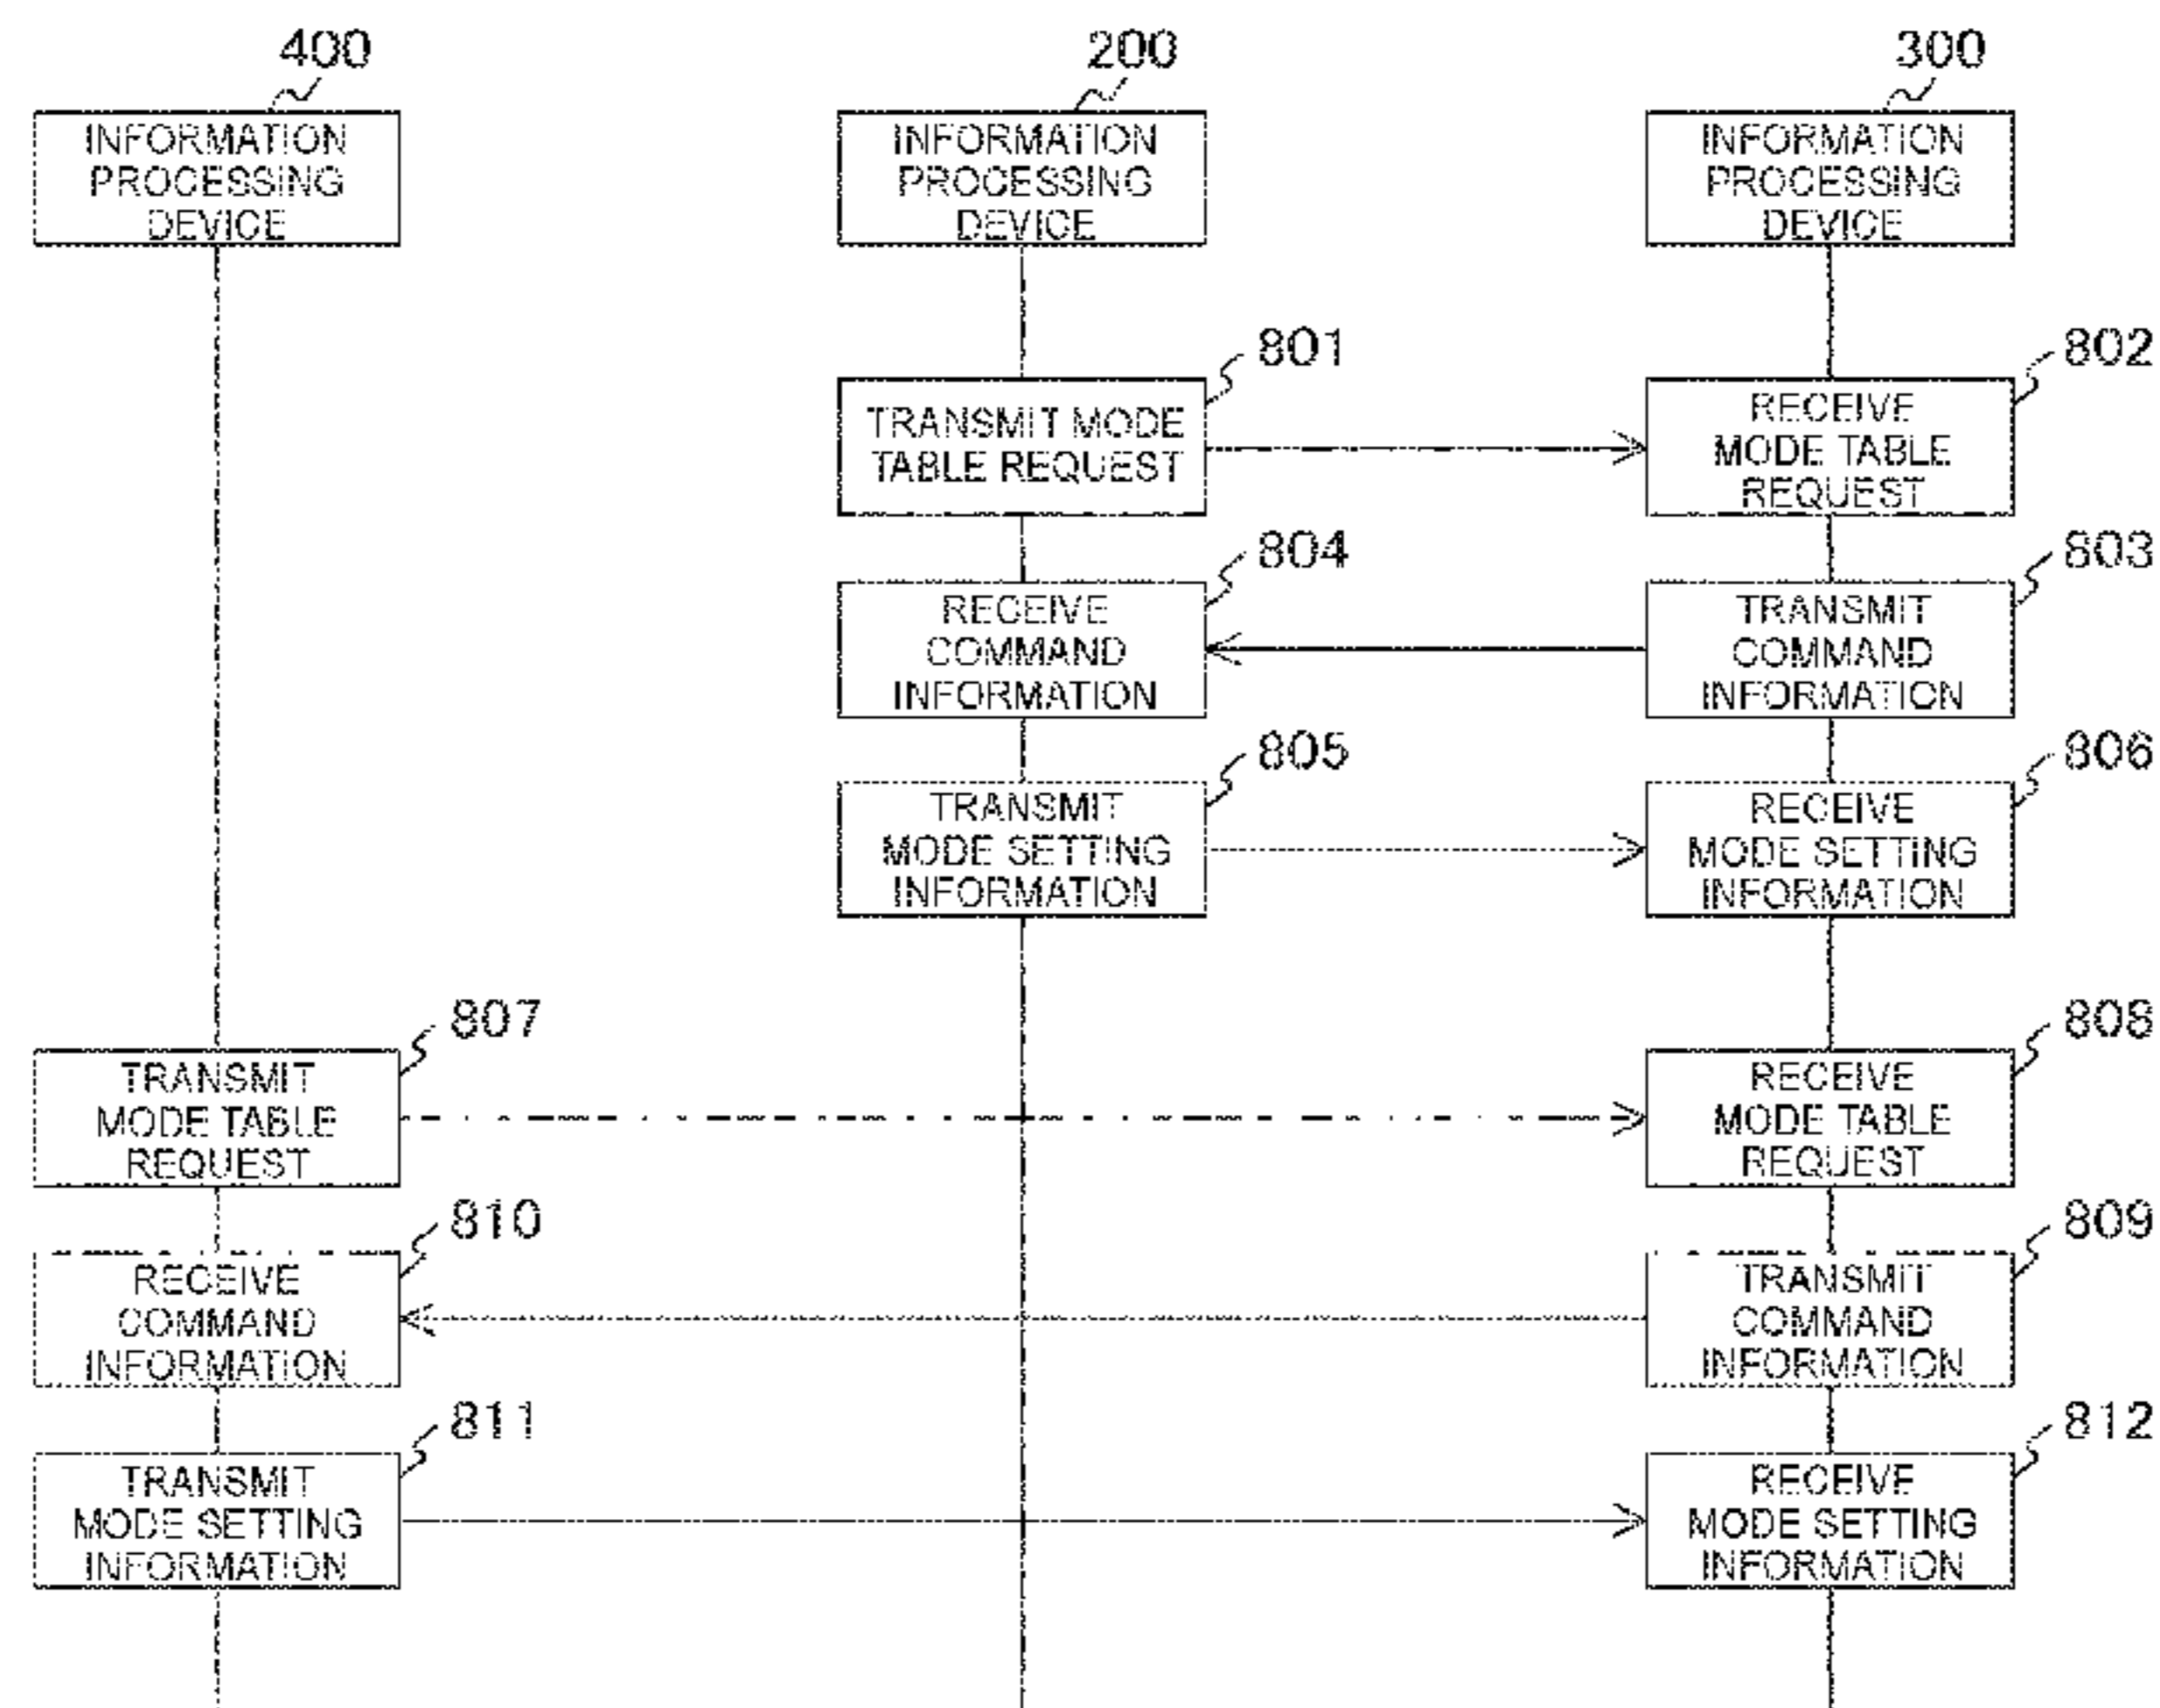 400
200
300
INFORMATION
PROCESSING
DEVICE
INFORMATION
PROCESSING
DEVICE
INFORMATION
PROCESSING
DEVICE
801
802
TRANSMIT MODE
TABLE REQUEST
RECEIVE
MODE TABLE
REQUEST
804
803
RECEIVE
COMMAND
INFORMATION
TRANSMIT
COMMAND
INFORMATION
805
806
TRANSMIT
MODE SETTING
INFORMATION
RECEIVE
MODE SETTING
INFORMATION
807
808
TRANSMIT
MODE TABLE
REQUEST
RECEIVE
MODE TABLE
REQUEST
810
809
RECEIVE
COMMAND
INFORMATION
TRANSMIT
COMMAND
INFORMATION
811
812
TRANSMIT
MODE SETTING
INFORMATION
RECEIVE
MODE SETTING
INFORMATION